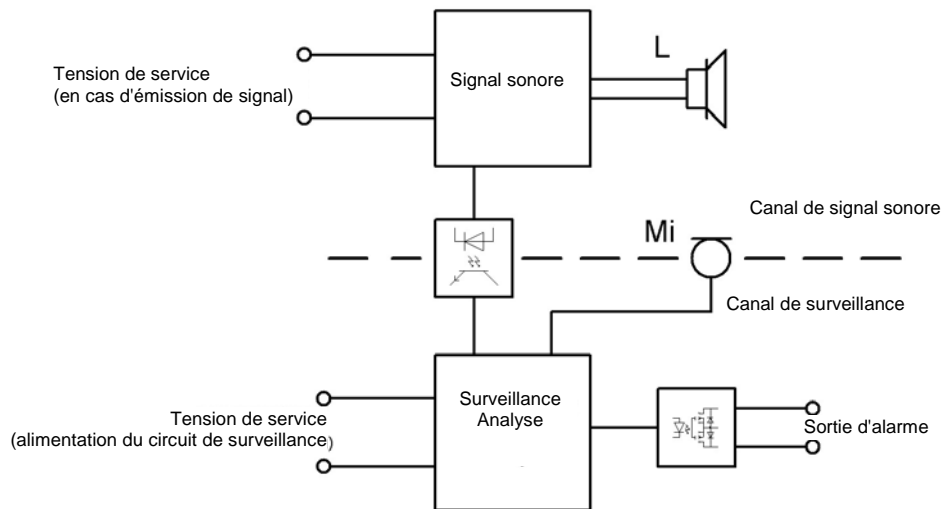 L
Tension de service
(en cas d'émission de signal)
Signal sonore
Canal de signal sonore
Mi
Canal de surveillance
Tension de service
(alimentation du circuit de surveillance)
Surveillance
Analyse
Sortie d'alarme